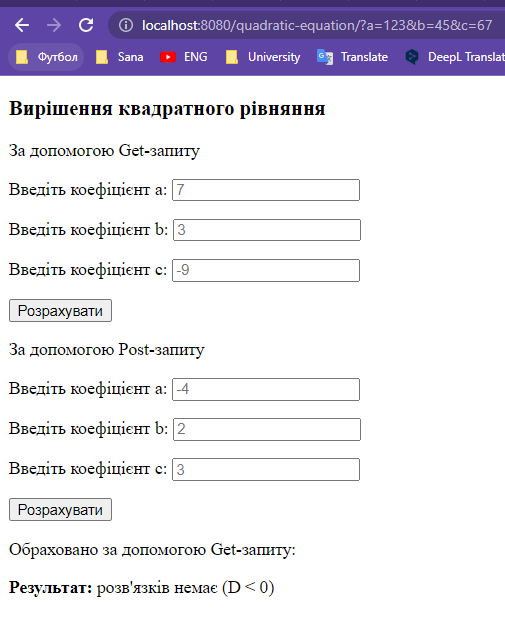 localhost:8080/quadratic-equation/?a=123&b=45&c=67
Футбол Sana ENG University Translate DeepL Translat
Вирішення квадратного рівняння
За допомогою Get-запиту
Введіть коефіцієнт a: 7
Введіть коефіцієнт b: 3
Введіть коефіцієнт c: -9
Розрахувати
За допомогою Post-запиту
Введіть коефіцієнт a: -4
Введіть коефіцієнт b: 2
Введіть коефіцієнт c: 3
Розрахувати
Обраховано за допомогою Get-запиту:
Результат: розв'язків немає (D < 0)